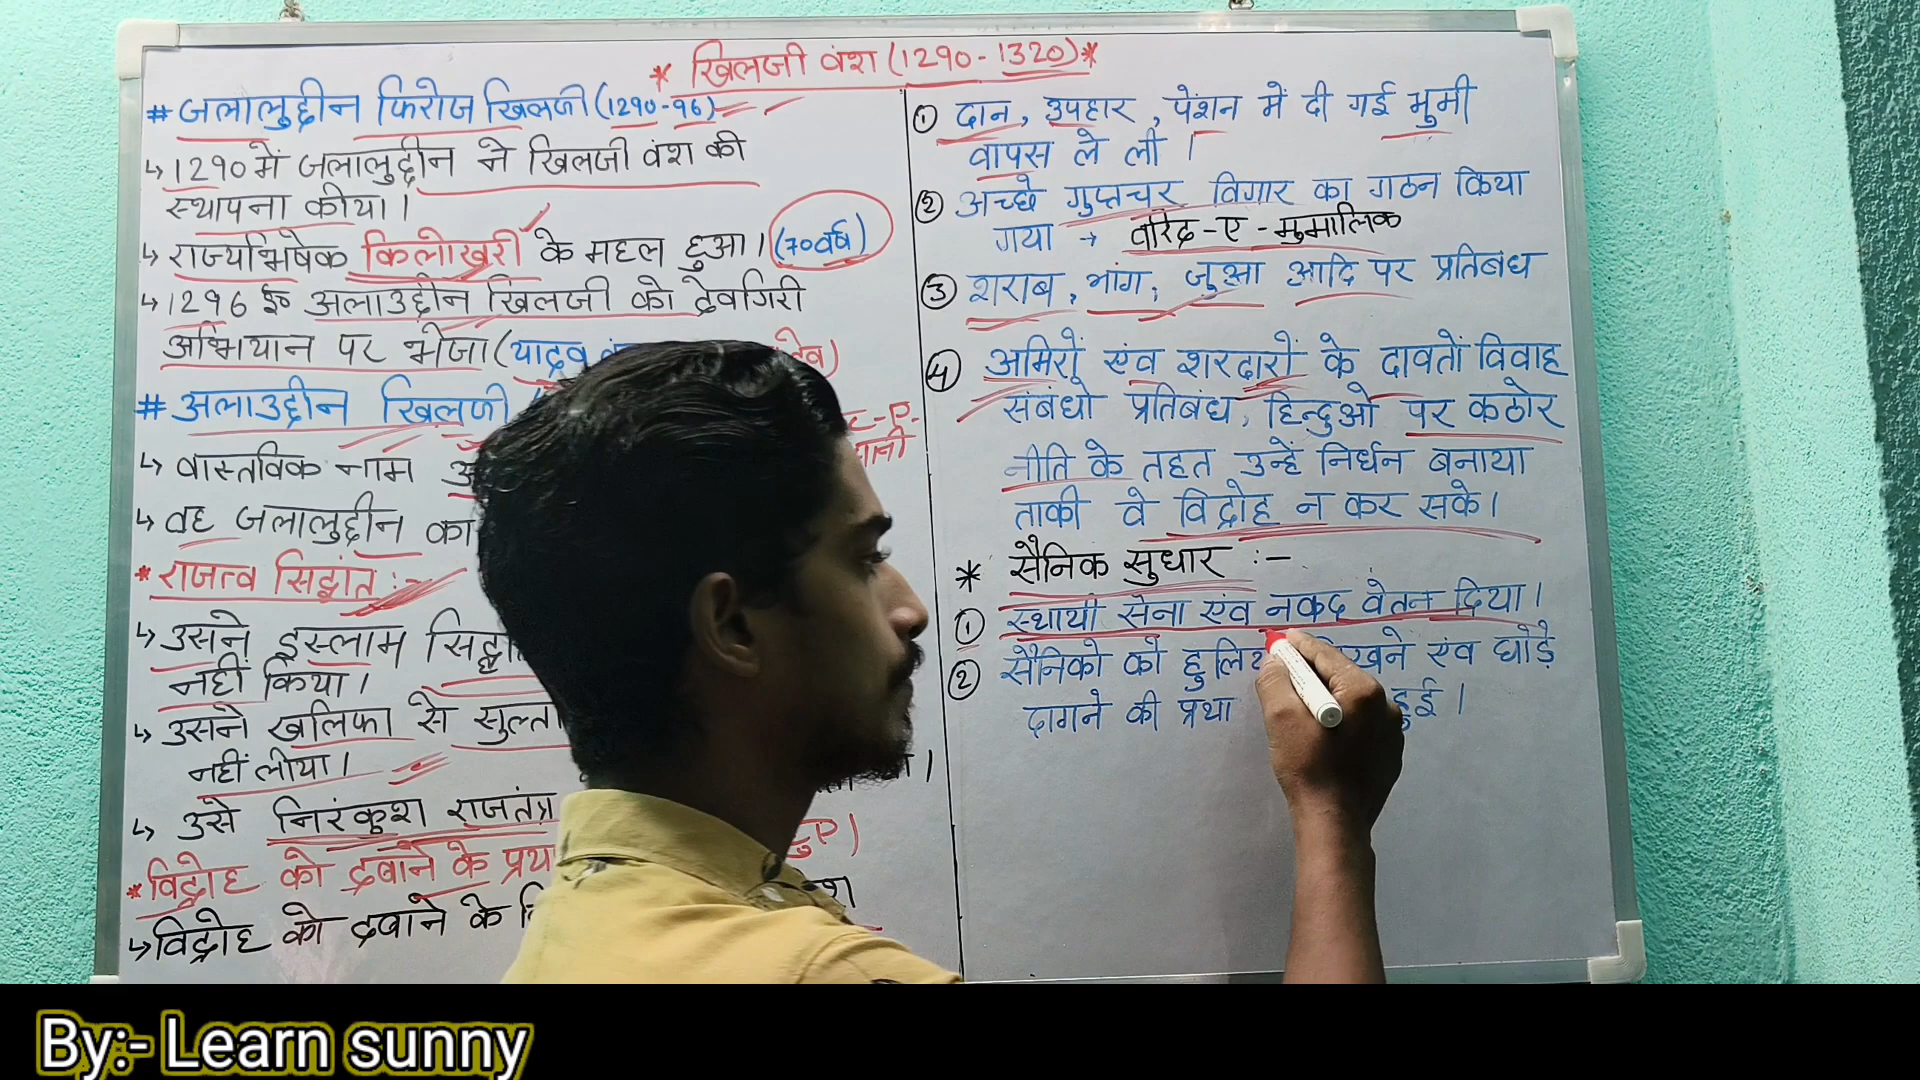 * खिलजी वंश (1290-1320)*
# जलालुद्दीन फिरोज खिलजी (1290-96)
↳ 1290 में जलालुद्दीन ने खिलजी वंश की
स्थापना कीया।
↳ राज्यभिषेक किलोखरी के महल हुआ। (70 वर्ष)
↳ 1296 ई० अलाउद्दीन खिलजी को देवगिरी
अभियान पर भेजा (यादव
# अलाउद्दीन खिलजी
↳ वास्तविक नाम
↳ वह जलालुद्दीन का
* राजत्व सिद्धांत :-
↳ उसने इस्लाम
नहीं किया।
↳ उसने खलिफा से
नहीं लीया।
↳ उसे निरंकुश राजतंत्र
* विद्रोह को दबाने के
↳ विद्रोह को दबाने के
① दान, उपहार, पेंशन में दी गई भुमी
वापस ले ली।
② अच्छे गुप्तचर विगार का गठन किया
गया → वरिद-ए-मुमालिक
③ शराब, भांग, जुआ आदि पर प्रतिबंध
④ अमिरों एंव शरदारों के दावतों विवाह
संबंधो प्रतिबंध, हिन्दुओ पर कठोर
नीति के तहत उन्हें निर्धन बनाया
ताकी वे विद्रोह न कर सके।
* सैनिक सुधार :-
① स्थायी सेना एंव नकद वेतन दिया।
② सैनिको को एंव घोड़े
दागने की प्रथा हुई।
By:- Learn sunny